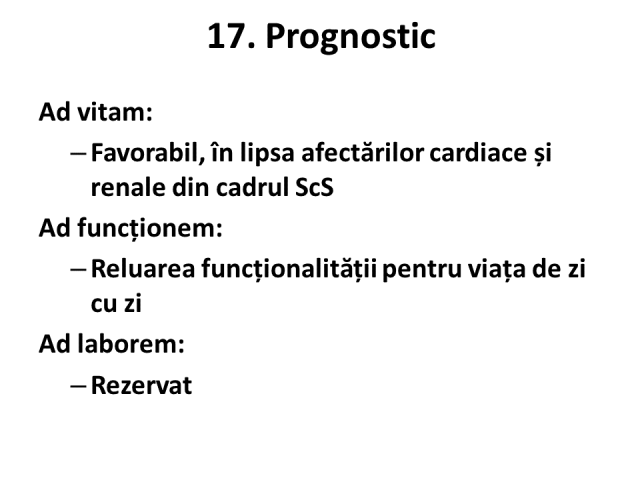 17. Prognostic
Ad vitam:
– Favorabil, în lipsa afectărilor cardiace și
renale din cadrul ScS
Ad funcționem:
– Reluarea funcționalității pentru viața de zi
cu zi
Ad laborem:
– Rezervat